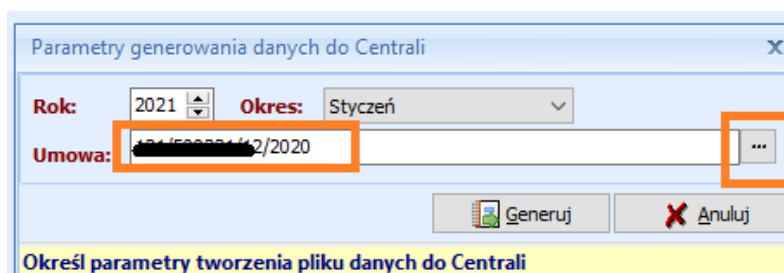 Parametry generowania danych do Centrali x
Rok: 2021 Okres: Styczeń
Umowa: 2/2020 ...
Generuj Anuluj
Określ parametry tworzenia pliku danych do Centrali